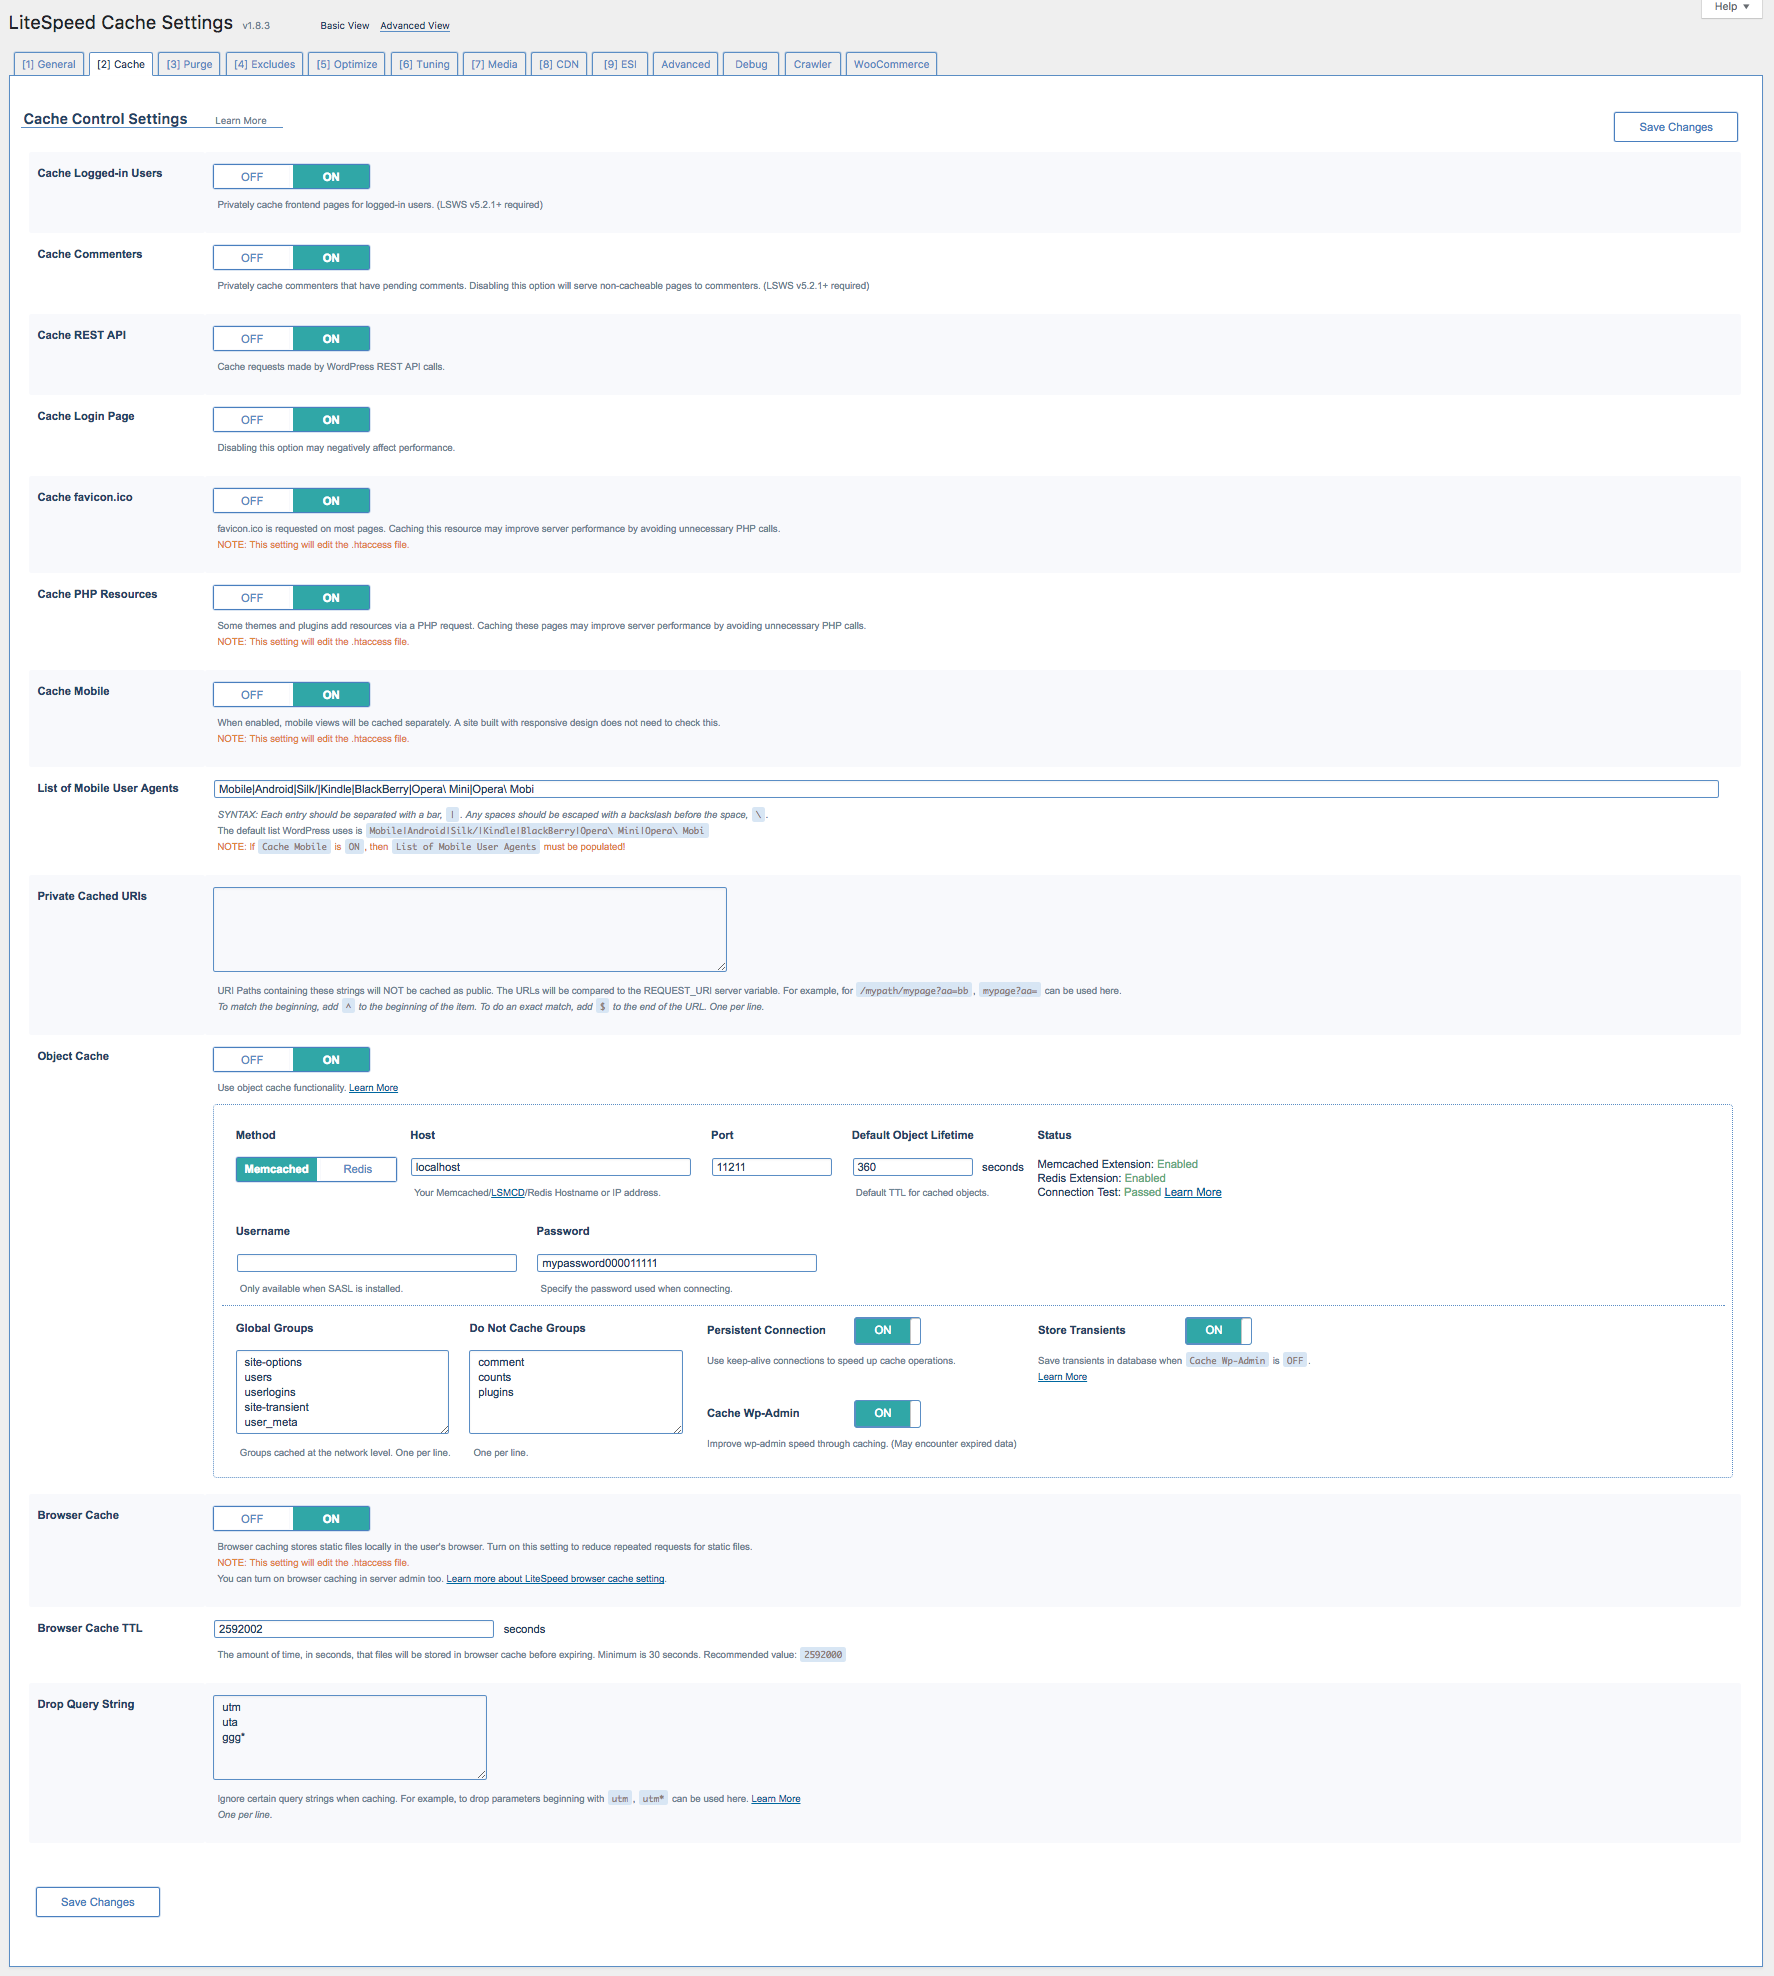 Help ▼
LiteSpeed Cache Settings v1.8.3 Basic View Advanced View
[1] General [2] Cache [3] Purge [4] Excludes [5] Optimize [6] Tuning [7] Media [8] CDN [9] ESI Advanced Debug Crawler WooCommerce
Cache Control Settings Learn More
Save Changes
Cache Logged-in Users OFF ON
Privately cache frontend pages for logged-in users. (LSWS v5.2.1+ required)
Cache Commenters OFF ON
Privately cache commenters that have pending comments. Disabling this option will serve non-cacheable pages to commenters. (LSWS v5.2.1+ required)
Cache REST API OFF ON
Cache requests made by WordPress REST API calls.
Cache Login Page OFF ON
Disabling this option may negatively affect performance.
Cache favicon.ico OFF ON
favicon.ico is requested on most pages. Caching this resource may improve server performance by avoiding unnecessary PHP calls.
NOTE: This setting will edit the .htaccess file.
Cache PHP Resources OFF ON
Some themes and plugins add resources via a PHP request. Caching these pages may improve server performance by avoiding unnecessary PHP calls.
NOTE: This setting will edit the .htaccess file.
Cache Mobile OFF ON
When enabled, mobile views will be cached separately. A site built with responsive design does not need to check this.
NOTE: This setting will edit the .htaccess file.
List of Mobile User Agents Mobile|Android|Silk/|Kindle|BlackBerry|Opera\ Mini|Opera\ Mobi
SYNTAX: Each entry should be separated with a bar, | . Any spaces should be escaped with a backslash before the space, \ .
The default list WordPress uses is Mobile|Android|Silk/|Kindle|BlackBerry|Opera\ Mini|Opera\ Mobi
NOTE: If Cache Mobile is ON , then List of Mobile User Agents must be populated!
Private Cached URIs
URI Paths containing these strings will NOT be cached as public. The URLs will be compared to the REQUEST_URI server variable. For example, for /mypath/mypage?aa=bb , mypage?aa= can be used here.
To match the beginning, add ^ to the beginning of the item. To do an exact match, add $ to the end of the URL. One per line.
Object Cache OFF ON
Use object cache functionality. Learn More
Method Host Port Default Object Lifetime Status
Memcached Redis localhost 11211 360 seconds
Memcached Extension: Enabled
Redis Extension: Enabled
Connection Test: Passed Learn More
Your Memcached/LSMCD/Redis Hostname or IP address. Default TTL for cached objects.
Username Password
mypassword000011111
Only available when SASL is installed. Specify the password used when connecting.
Global Groups Do Not Cache Groups Persistent Connection ON Store Transients ON
site-options
users
userlogins
site-transient
user_meta
Groups cached at the network level. One per line.
comment
counts
plugins
One per line.
Use keep-alive connections to speed up cache operations.
Save transients in database when Cache Wp-Admin is OFF .
Learn More
Cache Wp-Admin ON
Improve wp-admin speed through caching. (May encounter expired data)
Browser Cache OFF ON
Browser caching stores static files locally in the user's browser. Turn on this setting to reduce repeated requests for static files.
NOTE: This setting will edit the .htaccess file.
You can turn on browser caching in server admin too. Learn more about LiteSpeed browser cache setting.
Browser Cache TTL 2592002 seconds
The amount of time, in seconds, that files will be stored in browser cache before expiring. Minimum is 30 seconds. Recommended value: 2592000
Drop Query String
utm
uta
ggg*
Ignore certain query strings when caching. For example, to drop parameters beginning with utm , utm* can be used here. Learn More
One per line.
Save Changes